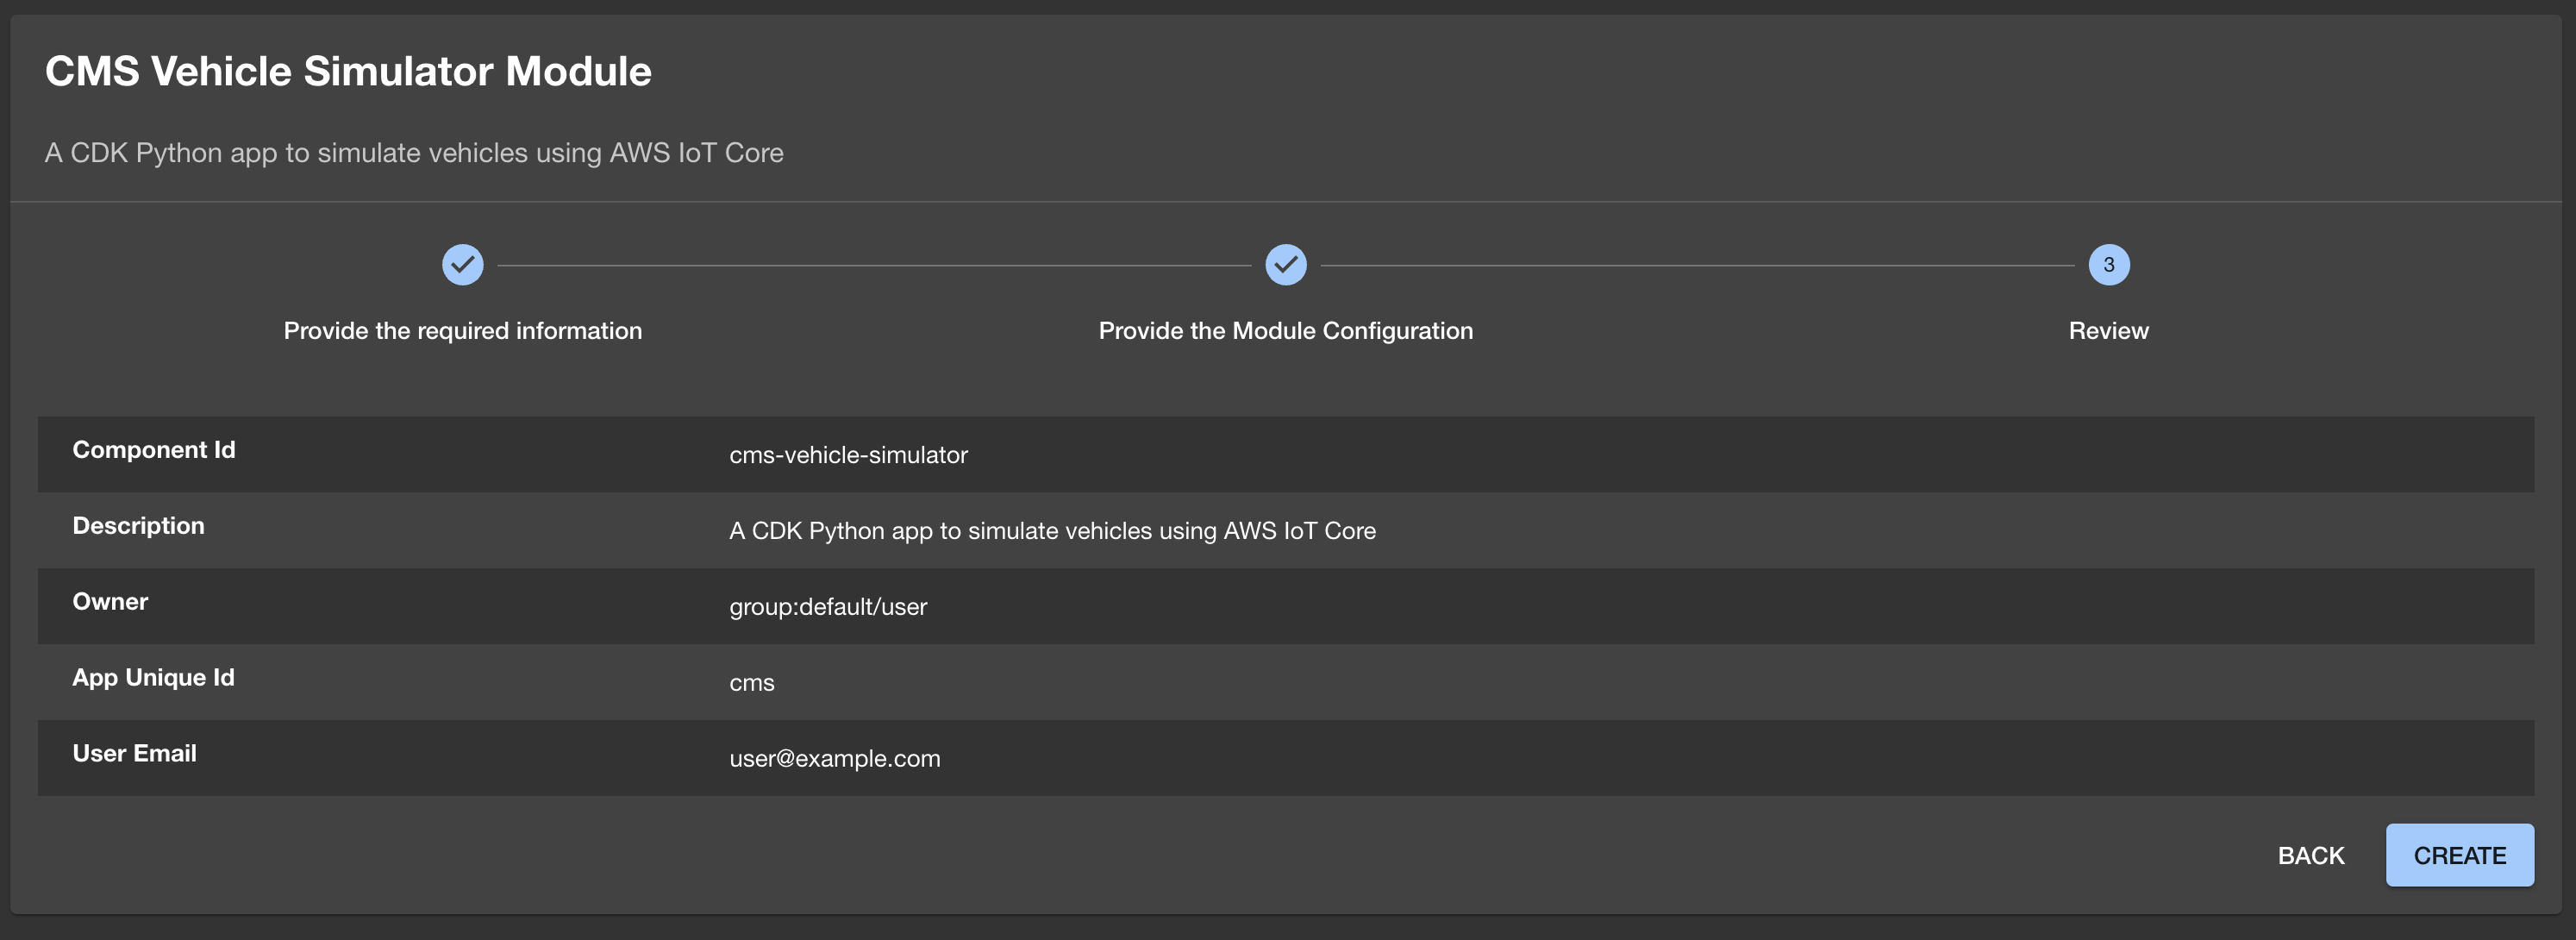 CMS Vehicle Simulator Module
A CDK Python app to simulate vehicles using AWS IoT Core
3
Provide the required information
Provide the Module Configuration
Review
Component Id
cms-vehicle-simulator
Description
A CDK Python app to simulate vehicles using AWS IoT Core
Owner
group:default/user
App Unique Id
cms
User Email
user@example.com
BACK
CREATE